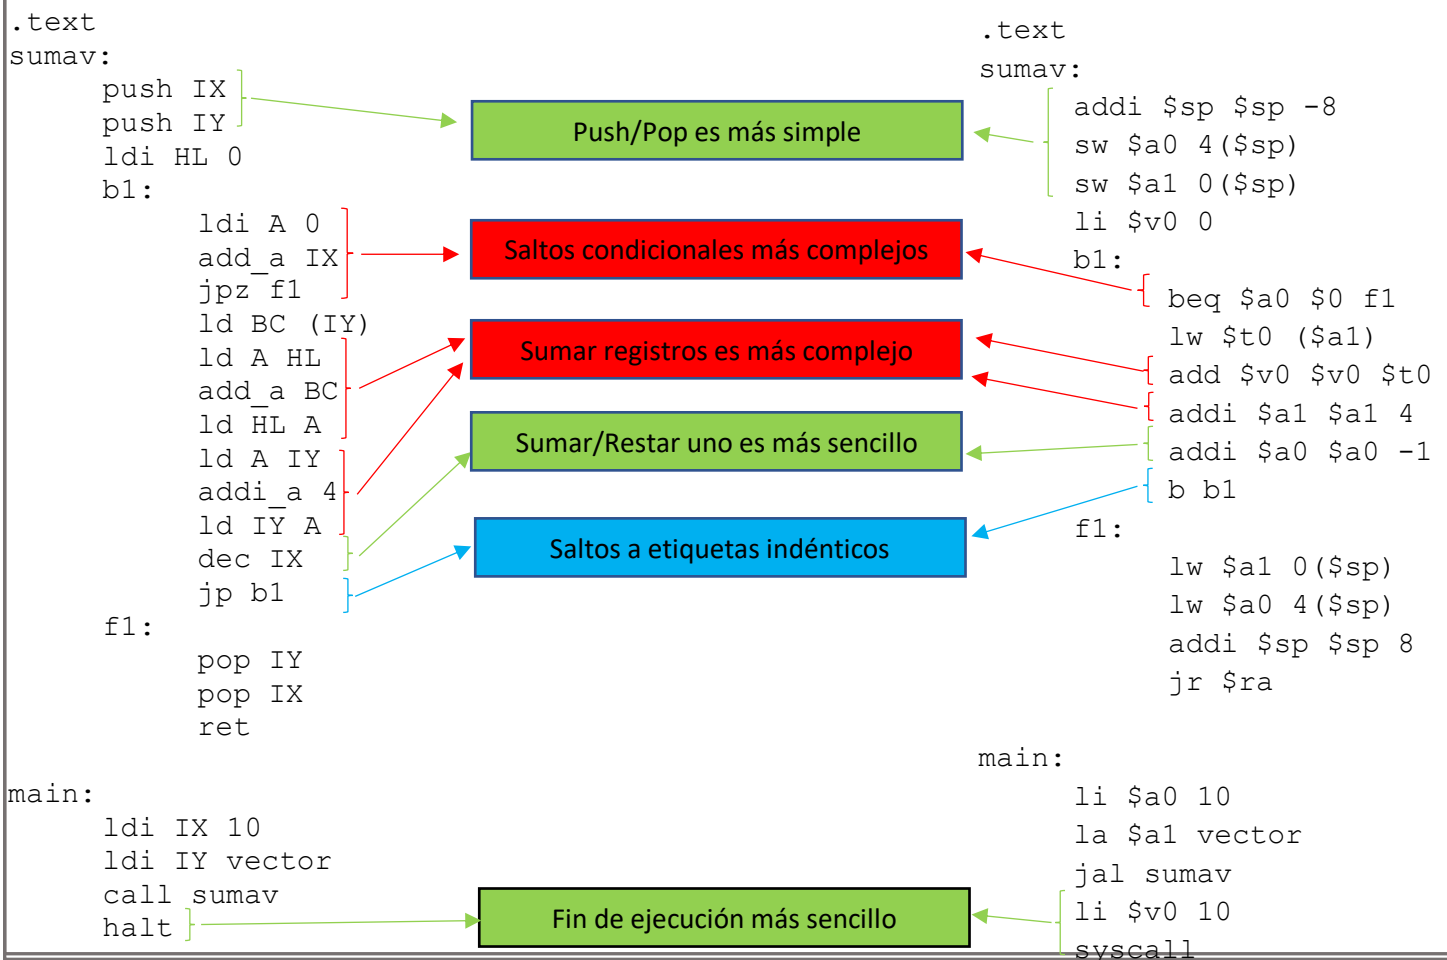 .text
sumav:
push IX
push IY
ldi HL 0
b1:
ldi A 0
add_a IX
jpz f1
ld BC (IY)
ld A HL
add_a BC
ld HL A
ld A IY
addi_a 4
ld IY A
dec IX
jp b1
f1:
pop IY
pop IX
ret
main:
ldi IX 10
ldi IY vector
call sumav
halt
Push/Pop es más simple
Saltos condicionales más complejos
Sumar registros es más complejo
Sumar/Restar uno es más sencillo
Saltos a etiquetas indénticos
Fin de ejecución más sencillo
.text
sumav:
addi $sp $sp -8
sw $a0 4($sp)
sw $a1 0($sp)
li $v0 0
b1:
beq $a0 $0 f1
lw $t0 ($a1)
add $v0 $v0 $t0
addi $a1 $a1 4
addi $a0 $a0 -1
b b1
f1:
lw $a1 0($sp)
lw $a0 4($sp)
addi $sp $sp 8
jr $ra
main:
li $a0 10
la $a1 vector
jal sumav
li $v0 10
syscall